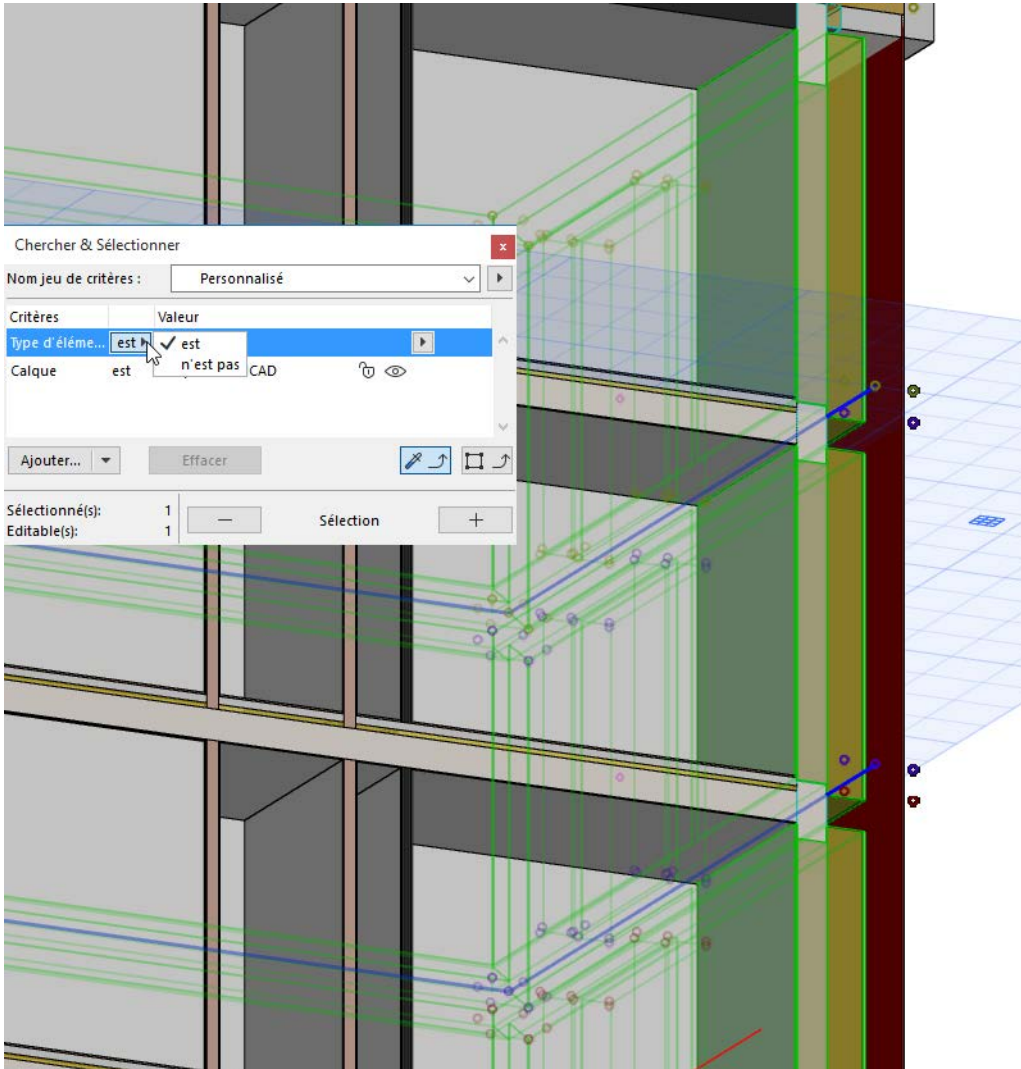 Chercher & Sélectionner
x
Nom jeu de critères : Personnalisé
Critères Valeur
Type d'éléme... est
est
n'est pas
Calque est CAD
Ajouter... Effacer
Sélectionné(s): 1
Editable(s): 1
— Sélection +